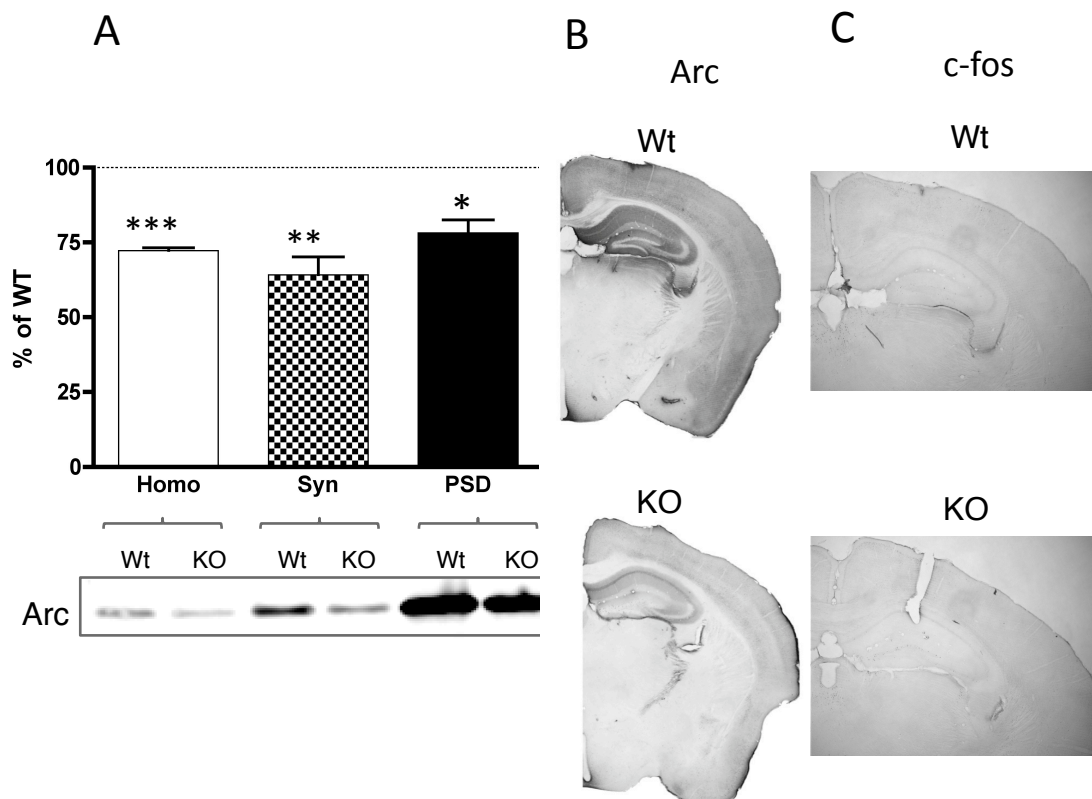 A
% of WT
100
75
50
25
0
***
**
*
Homo Syn PSD
Wt KO Wt KO Wt KO
Arc
B
Arc
Wt
KO
C
c-fos
Wt
KO